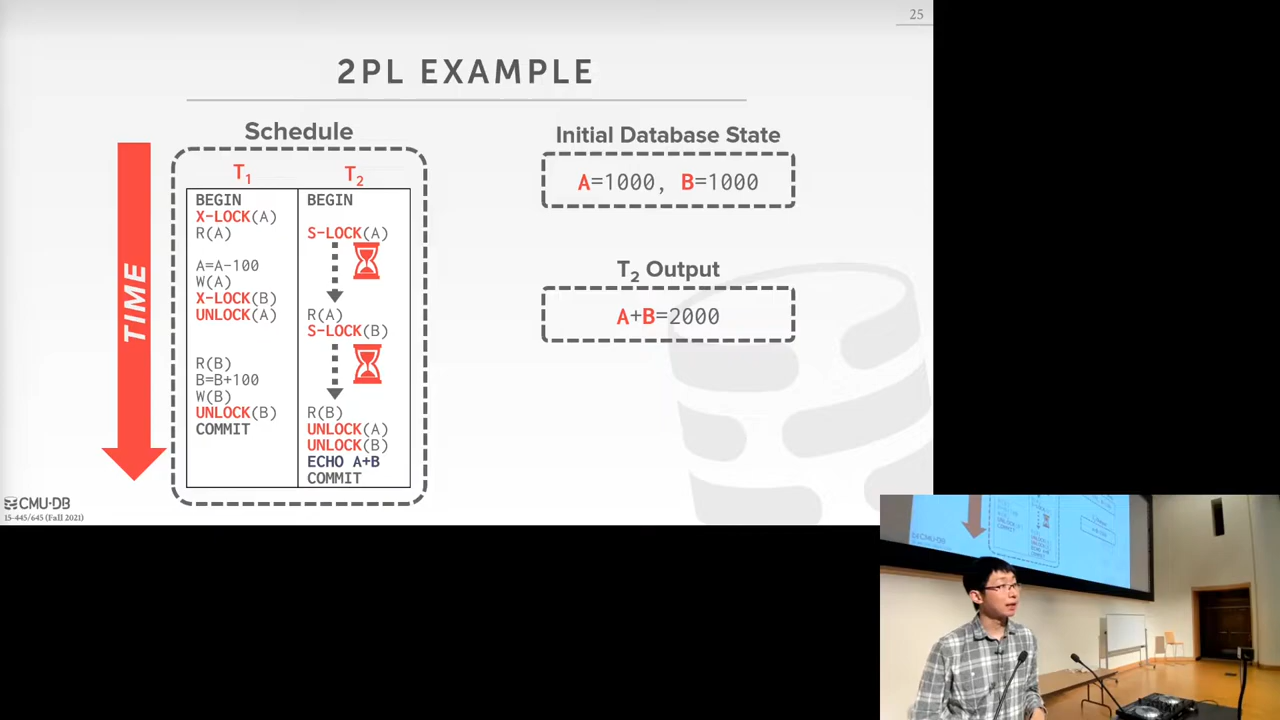 25
2PL EXAMPLE
Schedule
T1
T2
TIME
BEGIN
X-LOCK(A)
R(A)
A=A-100
W(A)
X-LOCK(B)
UNLOCK(A)
R(B)
B=B+100
W(B)
UNLOCK(B)
COMMIT
BEGIN
S-LOCK(A)
R(A)
S-LOCK(B)
R(B)
UNLOCK(A)
UNLOCK(B)
ECHO A+B
COMMIT
Initial Database State
A=1000, B=1000
T2 Output
A+B=2000
CMU·DB
15-445/645 (Fall 2021)